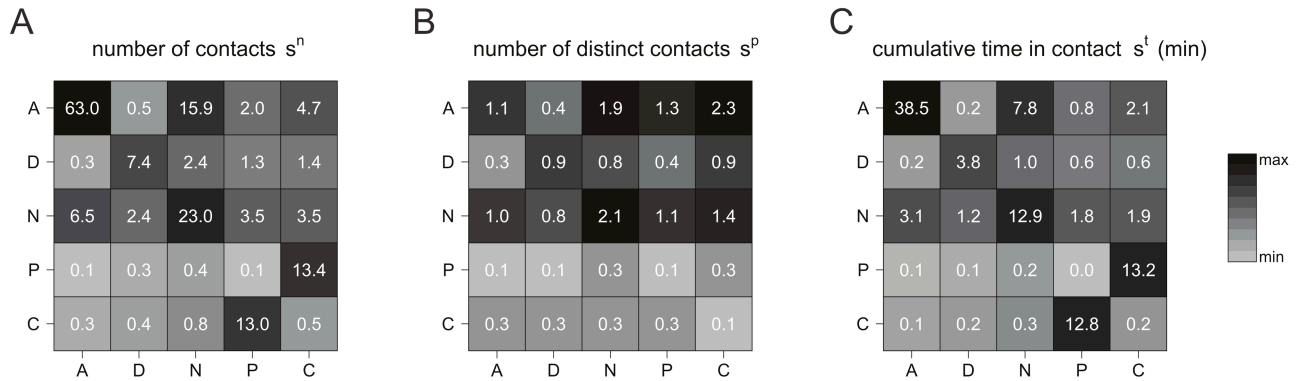 A
B
C
number of contacts s^n
number of distinct contacts s^p
cumulative time in contact s^t (min)
A 63.0 0.5 15.9 2.0 4.7
D 0.3 7.4 2.4 1.3 1.4
N 6.5 2.4 23.0 3.5 3.5
P 0.1 0.3 0.4 0.1 13.4
C 0.3 0.4 0.8 13.0 0.5
A D N P C
A 1.1 0.4 1.9 1.3 2.3
D 0.3 0.9 0.8 0.4 0.9
N 1.0 0.8 2.1 1.1 1.4
P 0.1 0.1 0.3 0.1 0.3
C 0.3 0.3 0.3 0.3 0.1
A D N P C
A 38.5 0.2 7.8 0.8 2.1
D 0.2 3.8 1.0 0.6 0.6
N 3.1 1.2 12.9 1.8 1.9
P 0.1 0.1 0.2 0.0 13.2
C 0.1 0.2 0.3 12.8 0.2
A D N P C
max
min